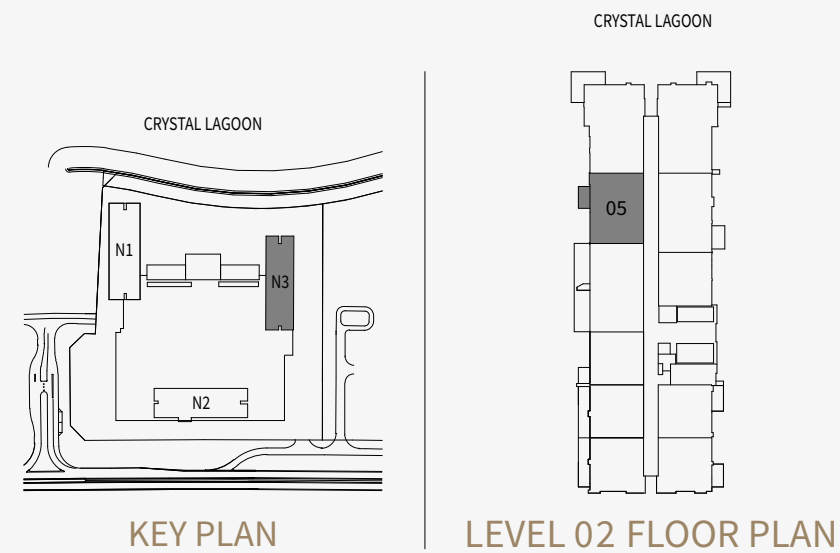 CRYSTAL LAGOON
N1
N3
N2
KEY PLAN
CRYSTAL LAGOON
05
LEVEL 02 FLOOR PLAN